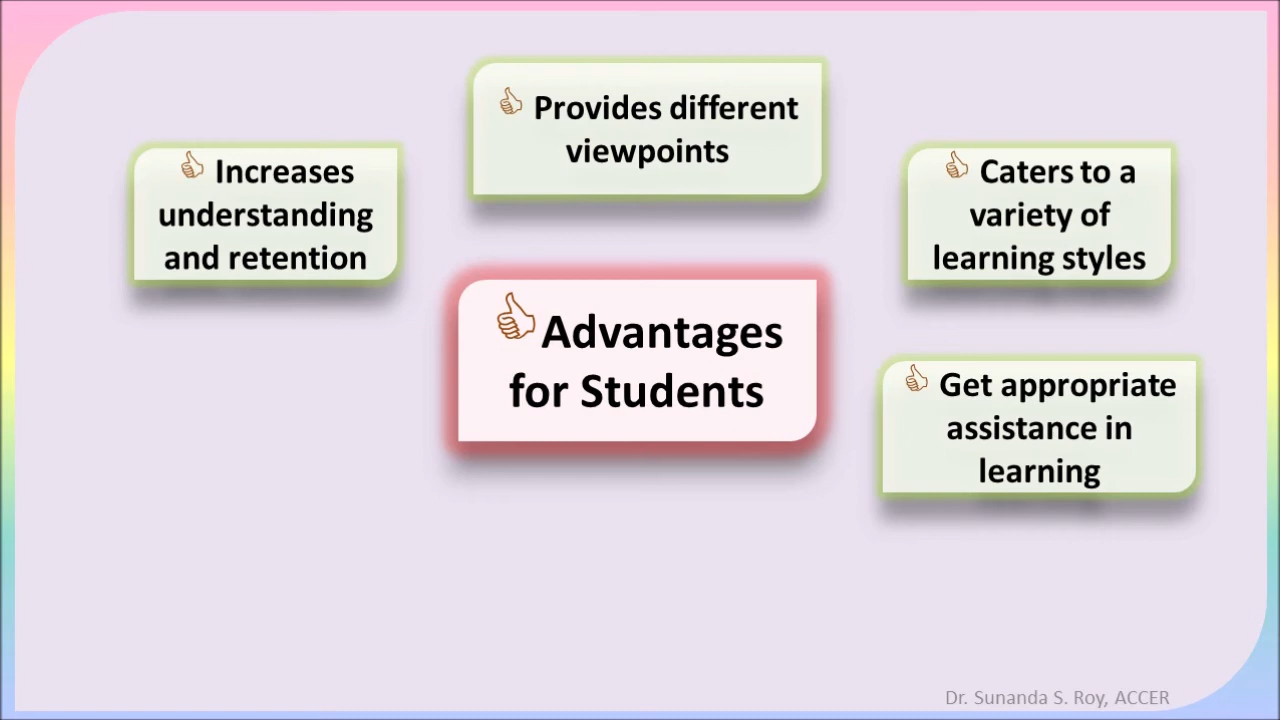 Provides different
viewpoints
Increases
understanding
and retention
Caters to a
variety of
learning styles
Advantages
for Students
Get appropriate
assistance in
learning
Dr. Sunanda S. Roy, ACCER